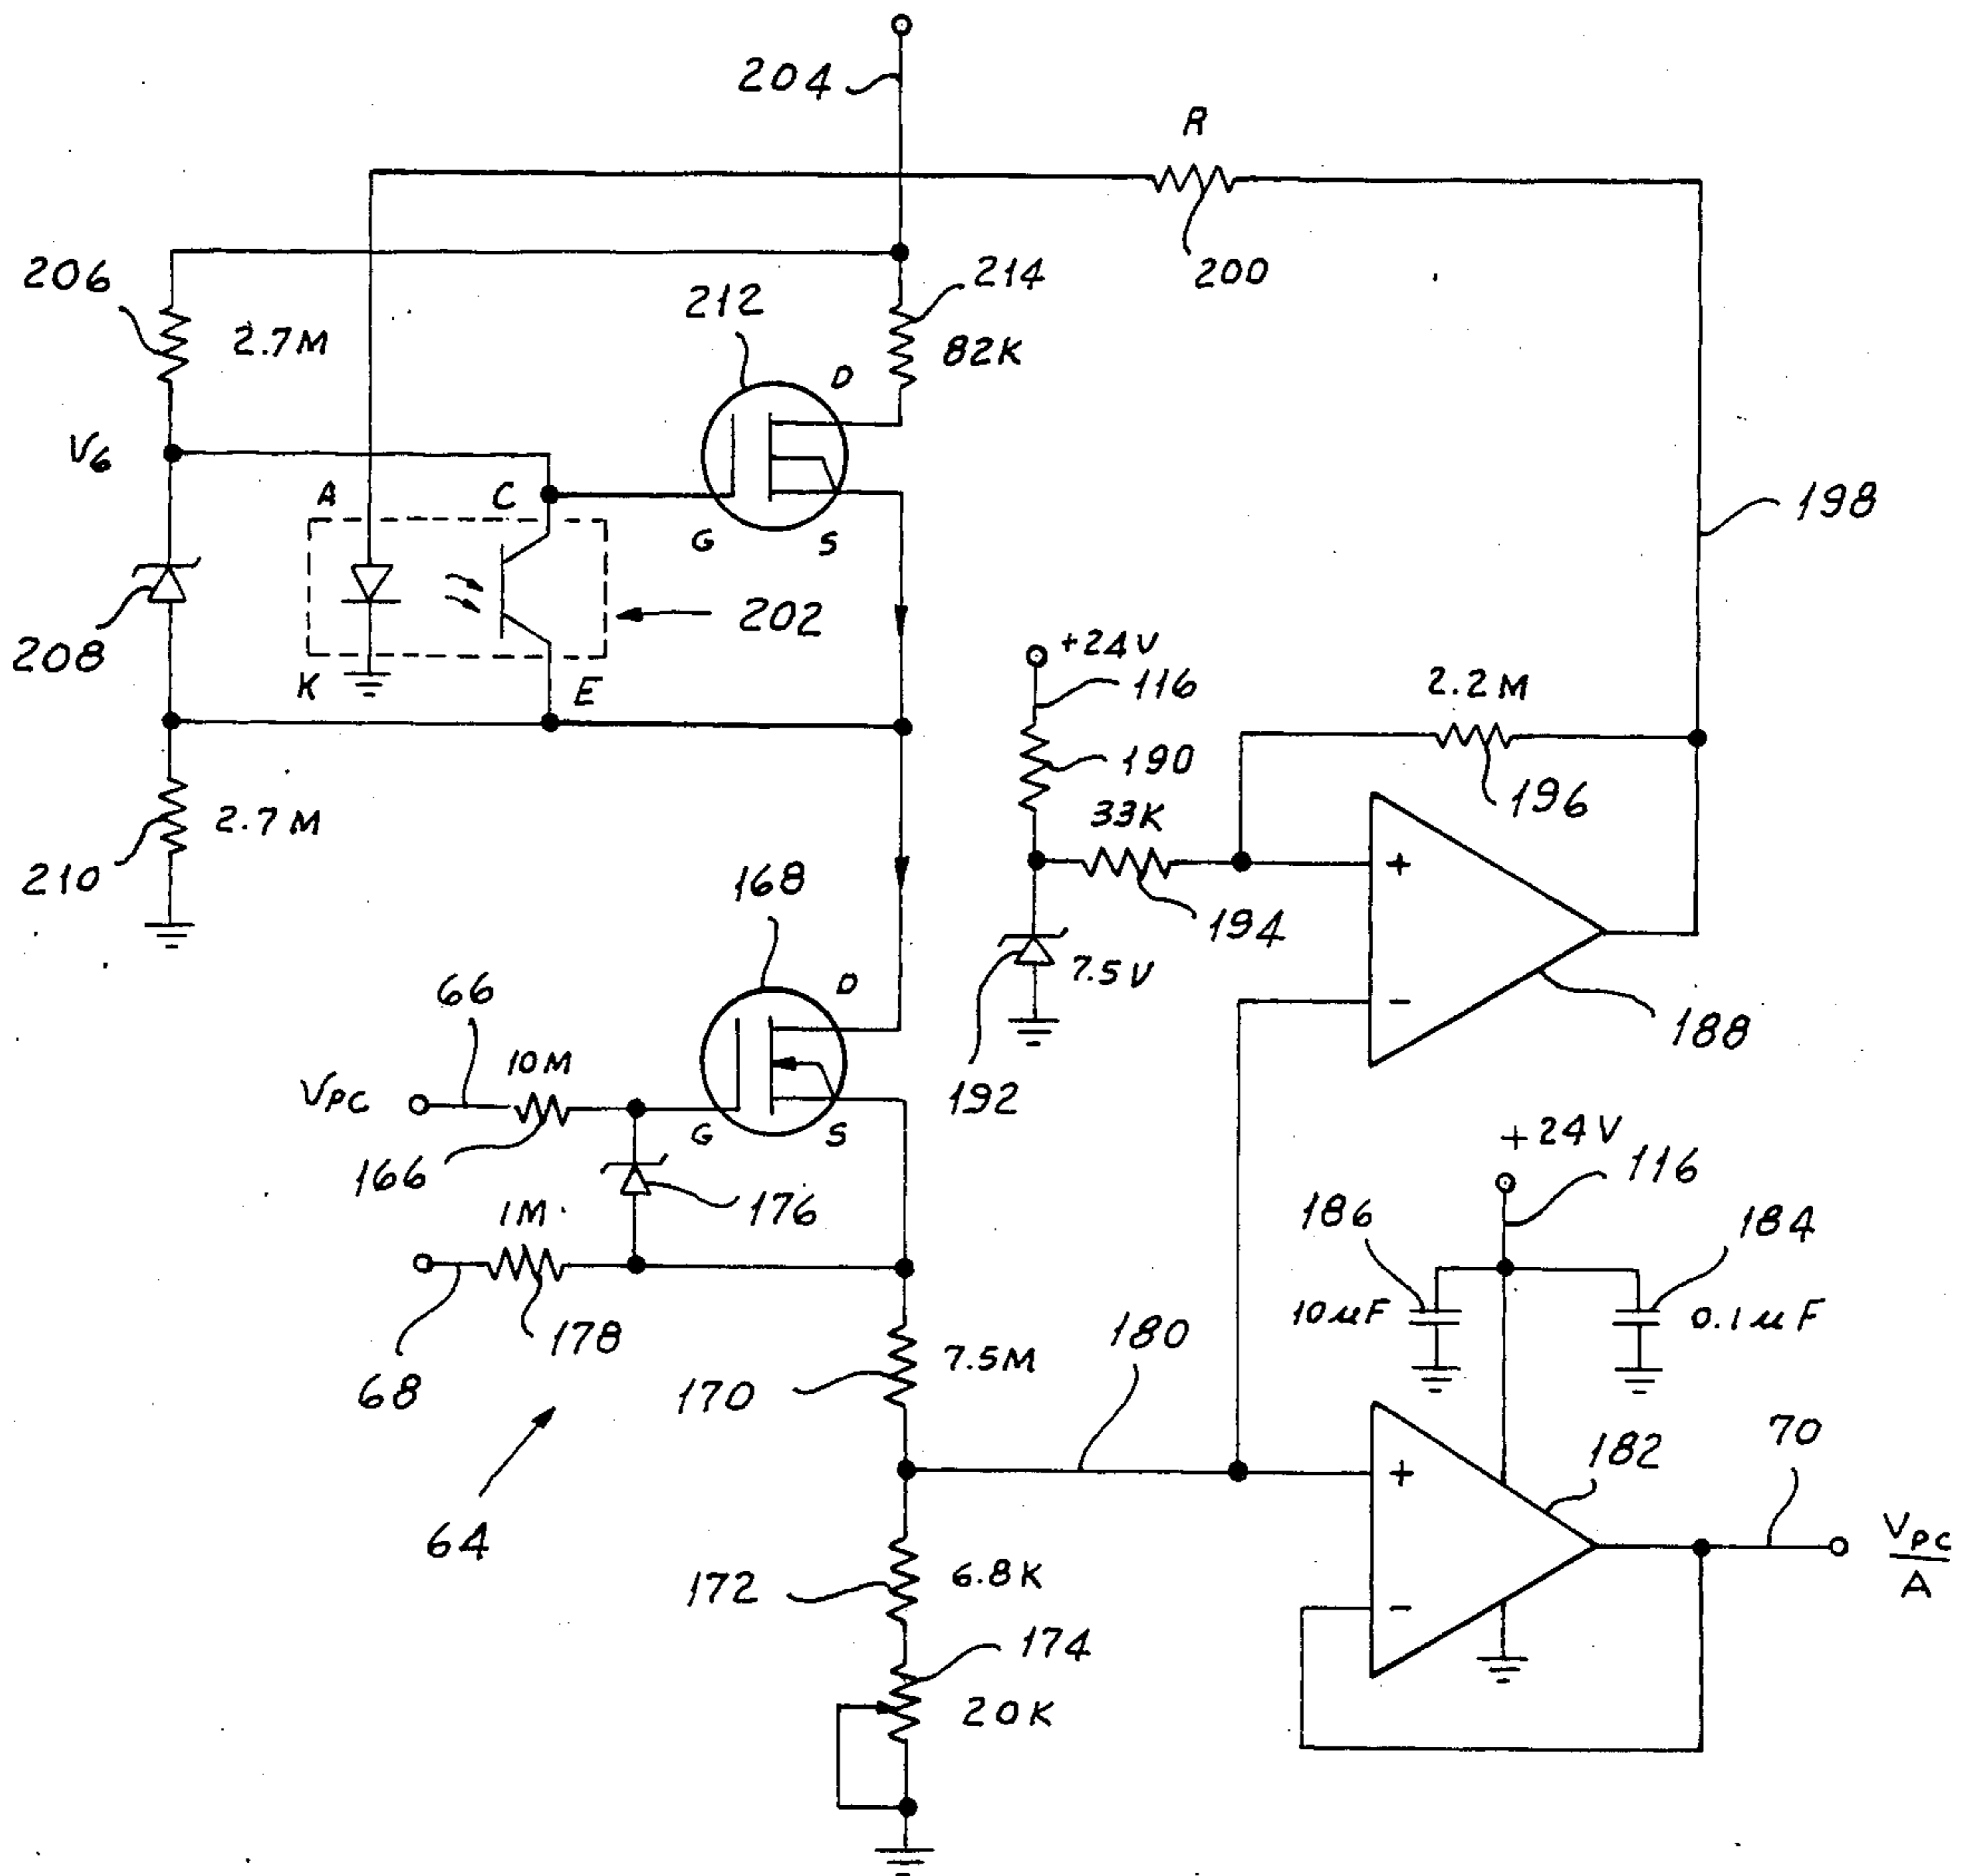 204
R
200
206
2.7M
212
214
82K
D
V6
A
C
G
S
198
208
202
K
E
+24V
116
190
2.2M
196
33K
194
210
2.7M
168
D
+
-
188
192
7.5V
66
10M
VPC
G
S
166
176
1M
68
178
+24V
116
186
184
10µF
0.1µF
170
7.5M
180
182
70
VPC
A
64
172
6.8K
+
-
174
20K